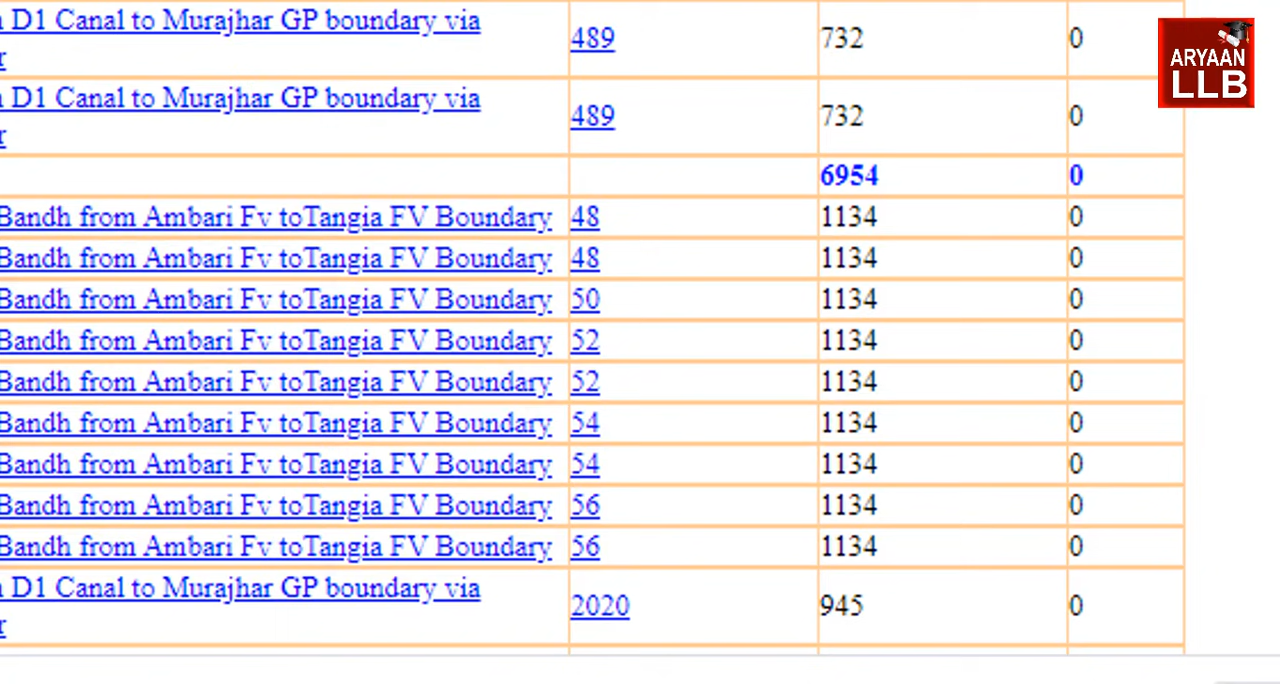 D1 Canal to Murajhar GP boundary via 489 732 0
r
D1 Canal to Murajhar GP boundary via 489 732 0
r
6954 0
Bandh from Ambari Fv toTangia FV Boundary 48 1134 0
Bandh from Ambari Fv toTangia FV Boundary 48 1134 0
Bandh from Ambari Fv toTangia FV Boundary 50 1134 0
Bandh from Ambari Fv toTangia FV Boundary 52 1134 0
Bandh from Ambari Fv toTangia FV Boundary 52 1134 0
Bandh from Ambari Fv toTangia FV Boundary 54 1134 0
Bandh from Ambari Fv toTangia FV Boundary 54 1134 0
Bandh from Ambari Fv toTangia FV Boundary 56 1134 0
Bandh from Ambari Fv toTangia FV Boundary 56 1134 0
D1 Canal to Murajhar GP boundary via 2020 945 0
r
ARYAAN
LLB